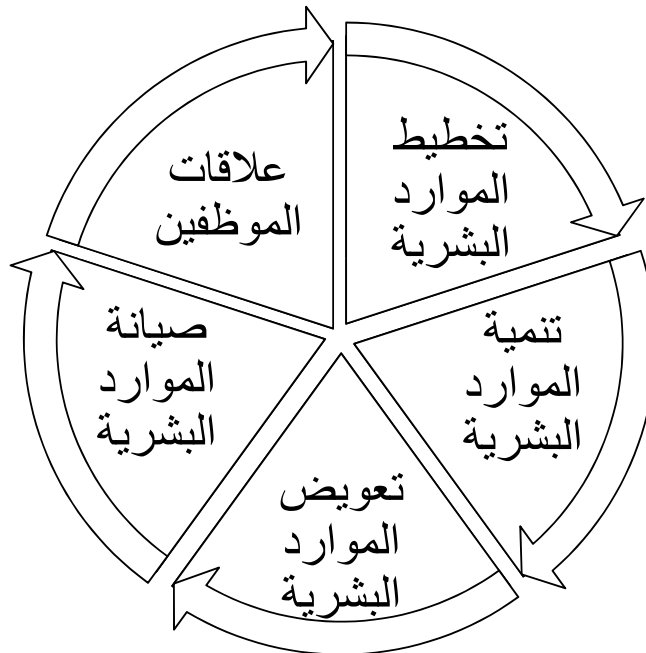 تخطيط
الموارد
البشرية
تنمية
الموارد
البشرية
تعويض
الموارد
البشرية
صيانة
الموارد
البشرية
علاقات
الموظفين